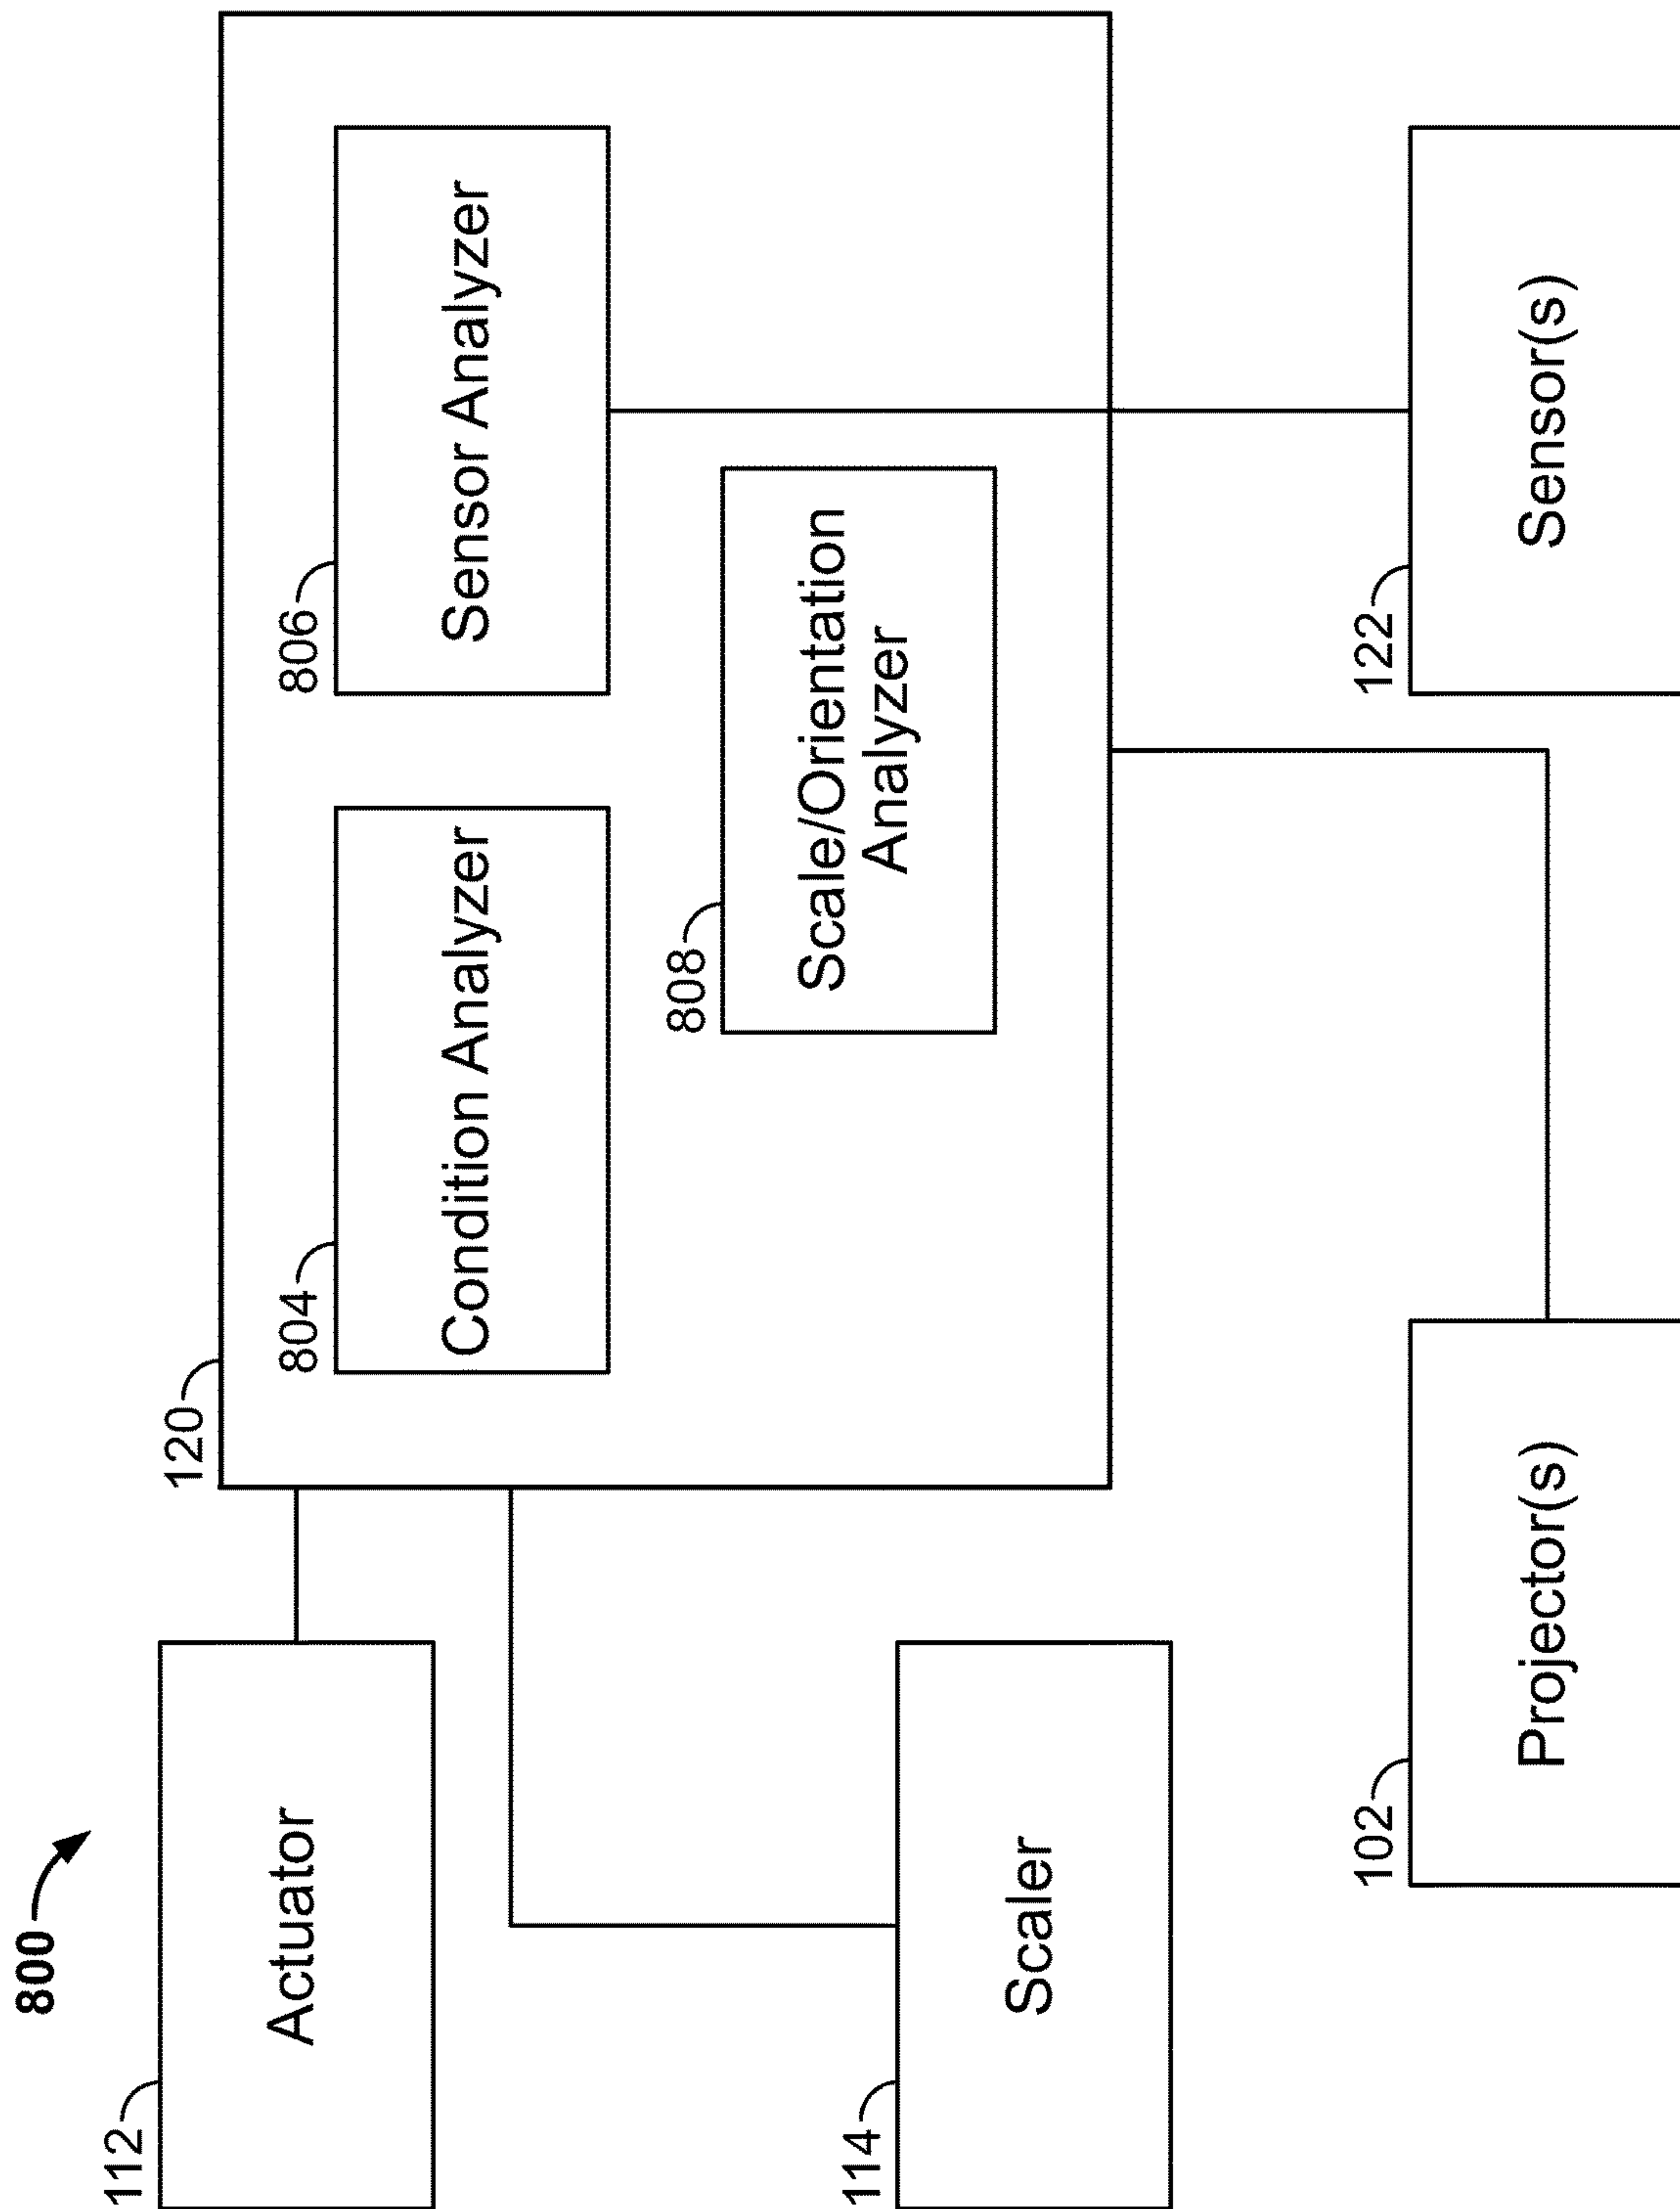 800
112
Actuator
120
804
Condition Analyzer
806
Sensor Analyzer
808
Scale/Orientation
Analyzer
114
Scaler
102
Projector(s)
122
Sensor(s)